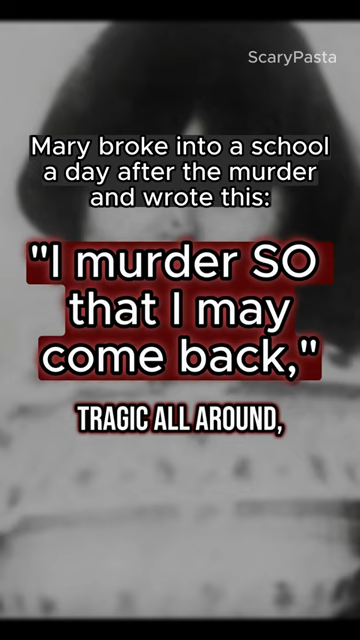 ScaryPasta
Mary broke into a school
a day after the murder
and wrote this:
"I murder SO
that I may
come back,"
TRAGIC ALL AROUND,